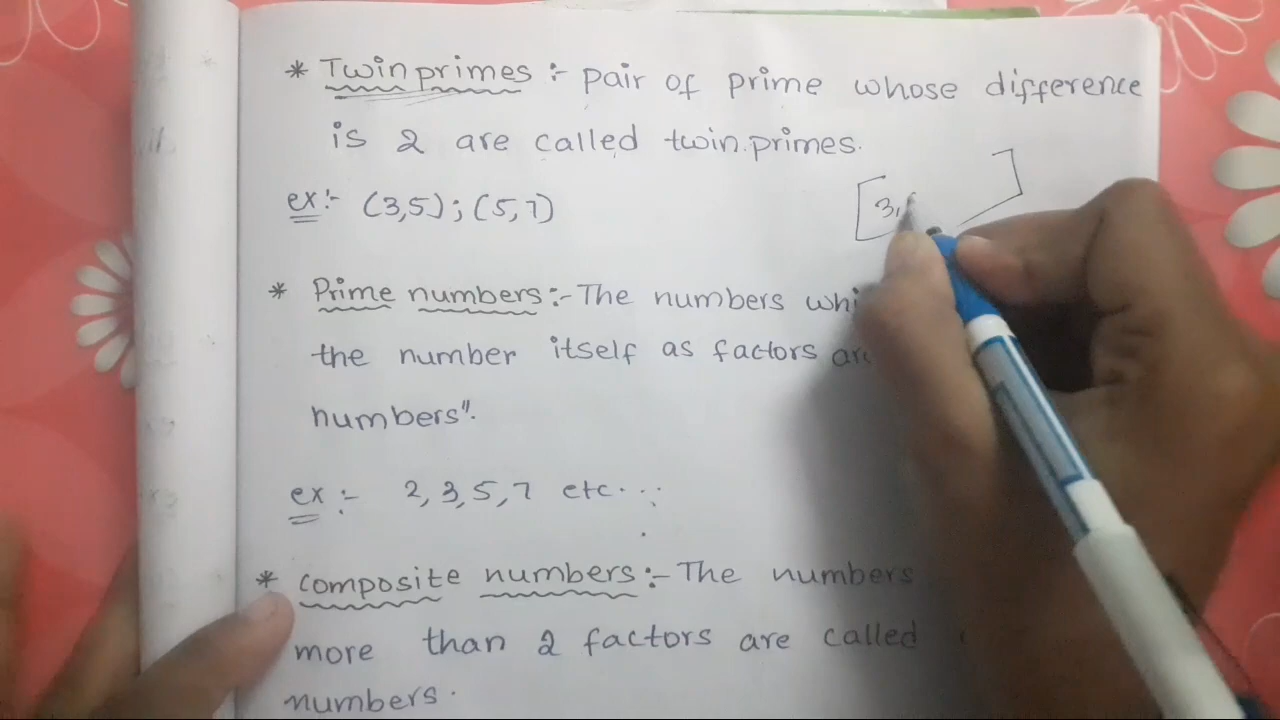 * Twin primes :- pair of prime whose difference
is 2 are called twin.primes.
[3,
ex:- (3,5) ; (5,7)
* Prime numbers :- The numbers
the number itself as factors
numbers".
ex :- 2, 3, 5, 7 etc...
* composite numbers :- The numbers
more than 2 factors are called
numbers.